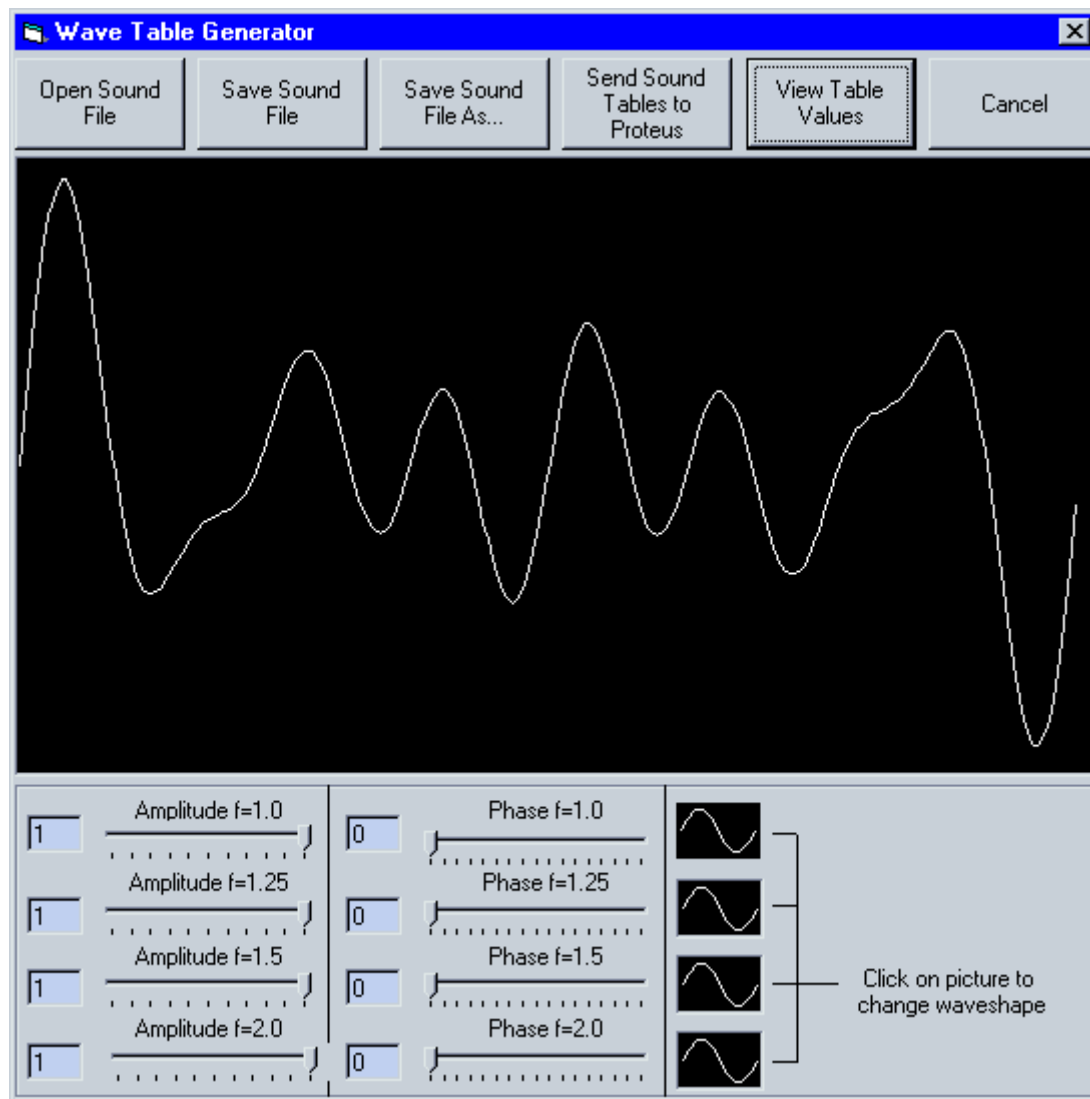 Wave Table Generator
Open Sound
File
Save Sound
File
Save Sound
File As...
Send Sound
Tables to
Proteus
View Table
Values
Cancel
1
Amplitude f=1.0
0
Phase f=1.0
1
Amplitude f=1.25
0
Phase f=1.25
1
Amplitude f=1.5
0
Phase f=1.5
1
Amplitude f=2.0
0
Phase f=2.0
Click on picture to
change waveshape